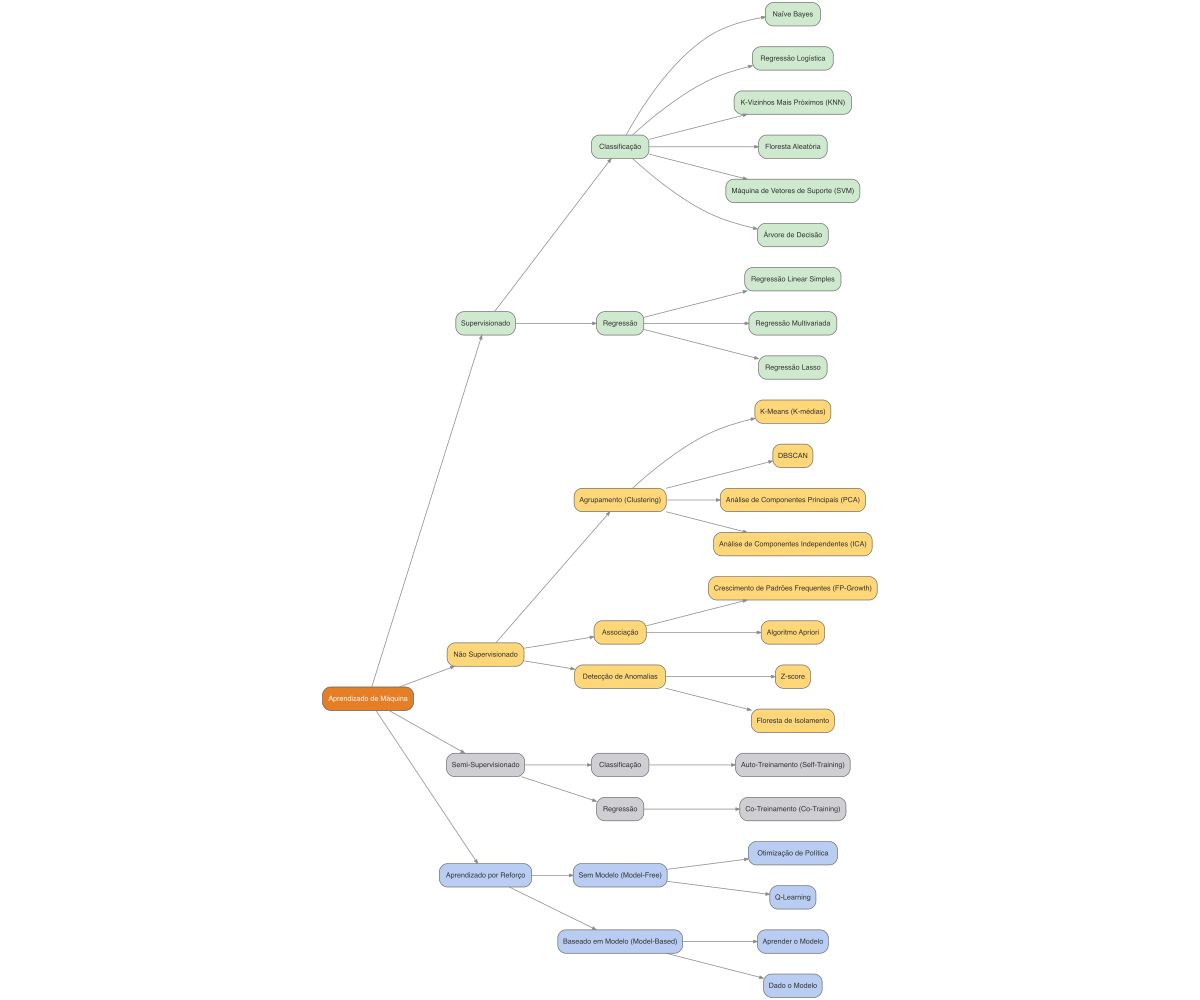 Aprendizado de Máquina
Supervisionado
Classificação
Naïve Bayes
Regressão Logística
K-Vizinhos Mais Próximos (KNN)
Floresta Aleatória
Máquina de Vetores de Suporte (SVM)
Árvore de Decisão
Regressão
Regressão Linear Simples
Regressão Multivariada
Regressão Lasso
Não Supervisionado
Agrupamento (Clustering)
K-Means (K-médias)
DBSCAN
Análise de Componentes Principais (PCA)
Análise de Componentes Independentes (ICA)
Associação
Crescimento de Padrões Frequentes (FP-Growth)
Algoritmo Apriori
Detecção de Anomalias
Z-score
Floresta de Isolamento
Semi-Supervisionado
Classificação
Auto-Treinamento (Self-Training)
Regressão
Co-Treinamento (Co-Training)
Aprendizado por Reforço
Sem Modelo (Model-Free)
Otimização de Política
Q-Learning
Baseado em Modelo (Model-Based)
Aprender o Modelo
Dado o Modelo